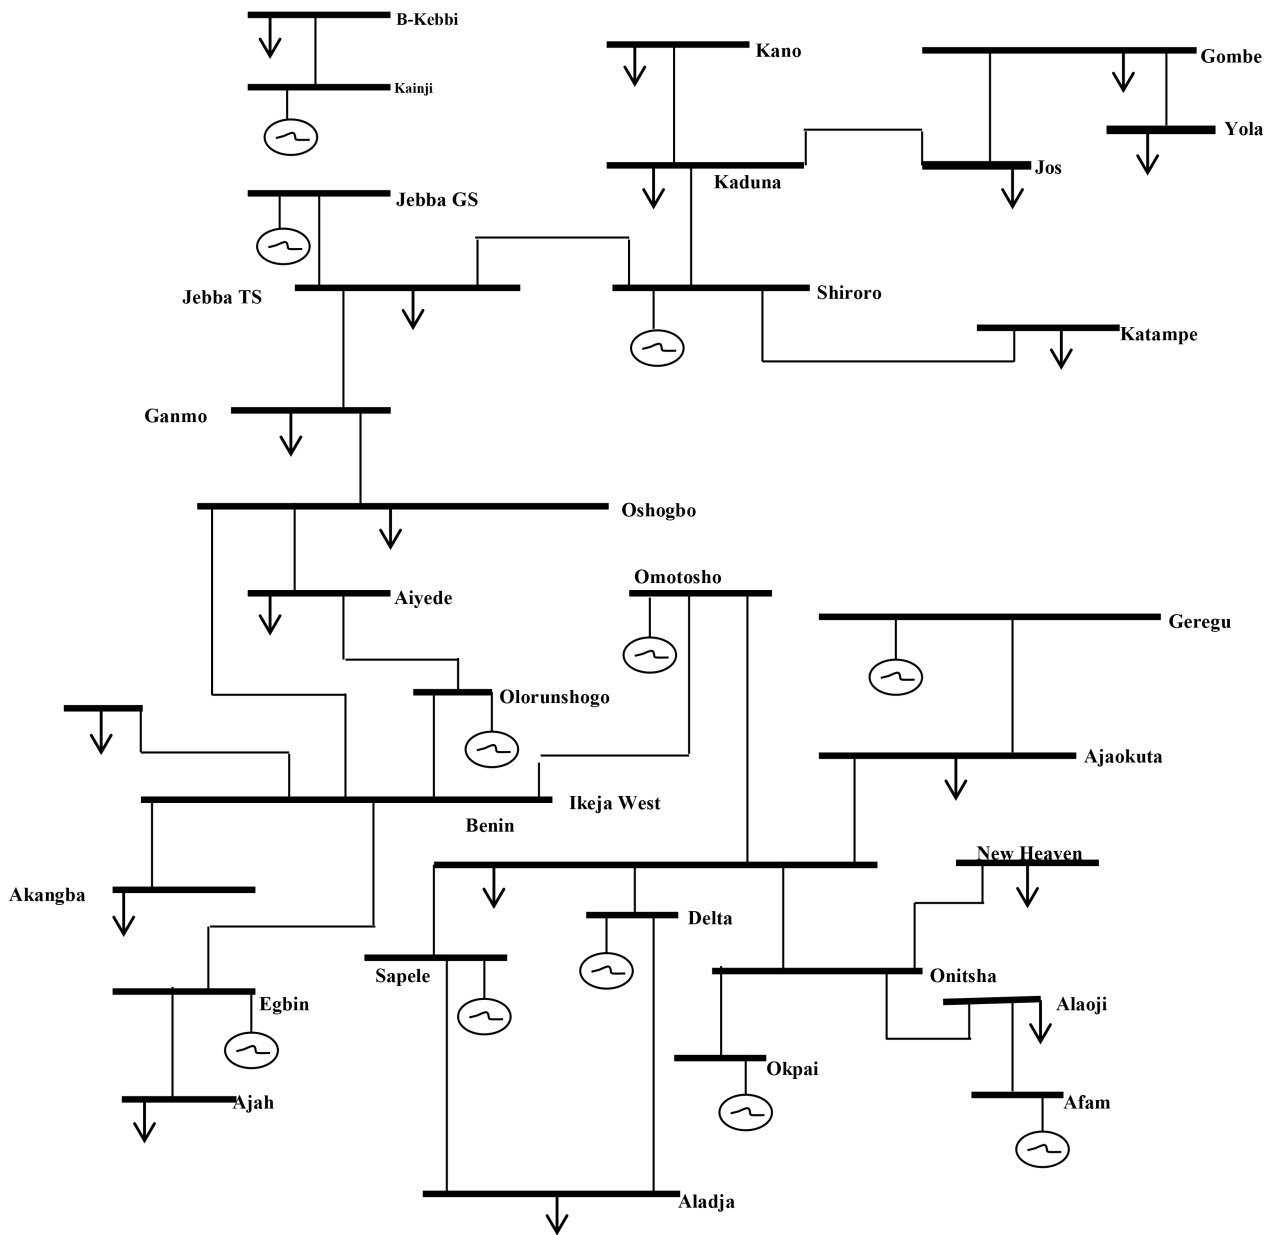 B-Kebbi
Kano
Gombe
Kainji
Yola
Kaduna
Jos
Jebba GS
Jebba TS
Shiroro
Katampe
Ganmo
Oshogbo
Omotosho
Aiyede
Geregu
Olorunshogo
Ajaokuta
Ikeja West
Benin
New Heaven
Akangba
Delta
Sapele
Onitsha
Egbin
Alaoji
Okpai
Ajah
Afam
Aladja